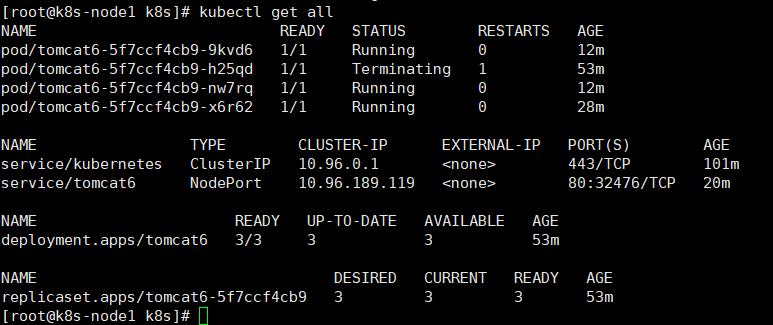 [root@k8s-node1 k8s]# kubectl get all
NAME READY STATUS RESTARTS AGE
pod/tomcat6-5f7ccf4cb9-9kvd6 1/1 Running 0 12m
pod/tomcat6-5f7ccf4cb9-h25qd 1/1 Terminating 1 53m
pod/tomcat6-5f7ccf4cb9-nw7rq 1/1 Running 0 12m
pod/tomcat6-5f7ccf4cb9-x6r62 1/1 Running 0 28m
NAME TYPE CLUSTER-IP EXTERNAL-IP PORT(S) AGE
service/kubernetes ClusterIP 10.96.0.1 <none> 443/TCP 101m
service/tomcat6 NodePort 10.96.189.119 <none> 80:32476/TCP 20m
NAME READY UP-TO-DATE AVAILABLE AGE
deployment.apps/tomcat6 3/3 3 3 53m
NAME DESIRED CURRENT READY AGE
replicaset.apps/tomcat6-5f7ccf4cb9 3 3 3 53m
[root@k8s-node1 k8s]#